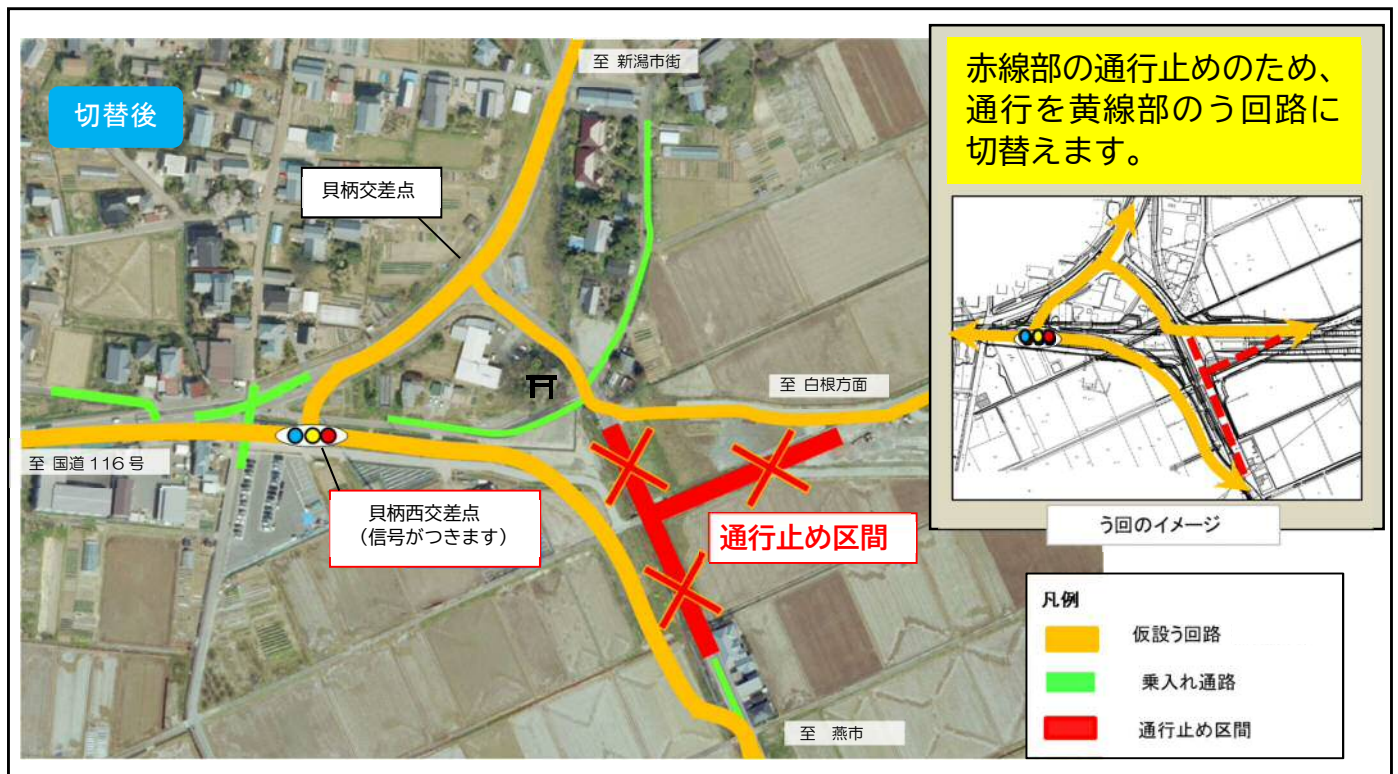 切替後
至 新潟市街
貝柄交差点
至 白根方面
至 国道 116 号
貝柄西交差点
（信号がつきます）
通行止め区間
至 燕市
赤線部の通行止めのため、
通行を黄線部のう回路に
切替えます。
う回のイメージ
凡例
仮設う回路
乗入れ通路
通行止め区間